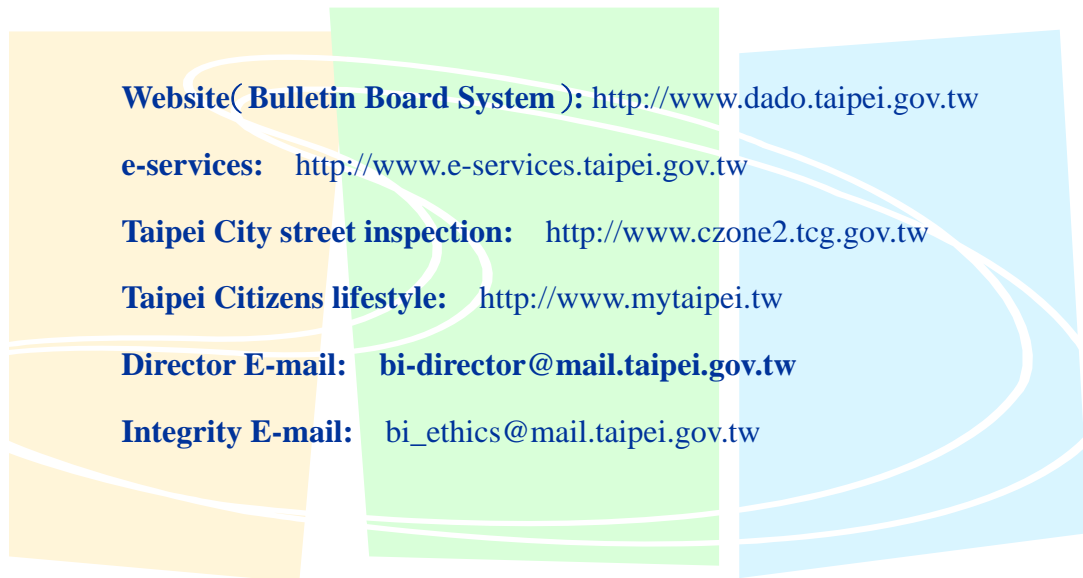 Website（Bulletin Board System）: http://www.dado.taipei.gov.tw
e-services: http://www.e-services.taipei.gov.tw
Taipei City street inspection: http://www.czone2.tcg.gov.tw
Taipei Citizens lifestyle: http://www.mytaipei.tw
Director E-mail: bi-director@mail.taipei.gov.tw
Integrity E-mail: bi_ethics@mail.taipei.gov.tw